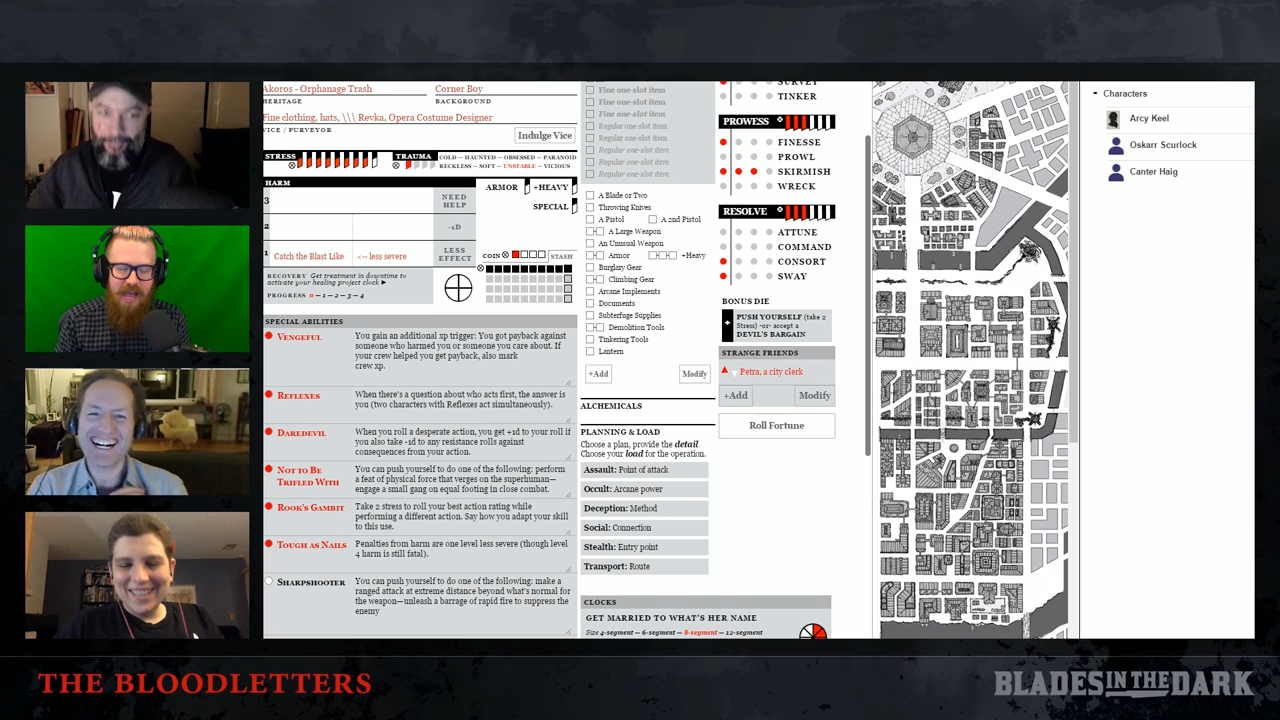 Akoros - Orphanage Trash
Corner Boy
HERITAGE
BACKGROUND
Fine clothing, hats, \\\ Revka, Opera Costume Designer
VICE / PURVEYOR
Indulge Vice
STRESS
TRAUMA
COLD — HAUNTED — OBSESSED — PARANOID
RECKLESS — SOFT — UNSTABLE — VICIOUS
HARM
3
NEED HELP
2
-1D
1
Catch the Blast Like
<-- less severe
LESS EFFECT
ARMOR
+HEAVY
SPECIAL
COIN
STASH
RECOVERY Get treatment in downtime to
activate your healing project clock ►
PROGRESS 0 — 1 — 2 — 3 — 4
SPECIAL ABILITIES
VENGEFUL
You gain an additional xp trigger: You got payback against
someone who harmed you or someone you care about. If
your crew helped you get payback, also mark
crew xp.
REFLEXES
When there's a question about who acts first, the answer is
you (two characters with Reflexes act simultaneously).
DAREDEVIL
When you roll a desperate action, you get +1d to your roll if
you also take -1d to any resistance rolls against
consequences from your action.
NOT TO BE
TRIFLED WITH
You can push yourself to do one of the following: perform
a feat of physical force that verges on the superhuman—
engage a small gang on equal footing in close combat.
ROOK'S GAMBIT
Take 2 stress to roll your best action rating while
performing a different action. Say how you adapt your skill
to this use.
TOUGH AS NAILS
Penalties from harm are one level less severe (though level
4 harm is still fatal).
SHARPSHOOTER
You can push yourself to do one of the following: make a
ranged attack at extreme distance beyond what's normal for
the weapon—unleash a barrage of rapid fire to suppress the
enemy
Fine one-slot item
Fine one-slot item
Fine one-slot item
Regular one-slot item
Regular one-slot item
Regular one-slot item
Regular one-slot item
Regular one-slot item
A Blade or Two
Throwing Knives
A Pistol
A 2nd Pistol
A Large Weapon
An Unusual Weapon
Armor
+Heavy
Burglary Gear
Climbing Gear
Arcane Implements
Documents
Subterfuge Supplies
Demolition Tools
Tinkering Tools
Lantern
+Add
Modify
ALCHEMICALS
PLANNING & LOAD
Choose a plan, provide the detail
Choose your load for the operation.
Assault: Point of attack
Occult: Arcane power
Deception: Method
Social: Connection
Stealth: Entry point
Transport: Route
CLOCKS
GET MARRIED TO WHAT'S HER NAME
Size 4-segment — 6-segment — 8-segment — 12-segment
SURVEY
TINKER
PROWESS
FINESSE
PROWL
SKIRMISH
WRECK
RESOLVE
ATTUNE
COMMAND
CONSORT
SWAY
BONUS DIE
PUSH YOURSELF (take 2
Stress) -or- accept a
DEVIL'S BARGAIN
STRANGE FRIENDS
Petra, a city clerk
+Add
Modify
Roll Fortune
Characters
Arcy Keel
Oskarr Scurlock
Canter Haig
THE BLOODLETTERS
BLADES IN THE DARK